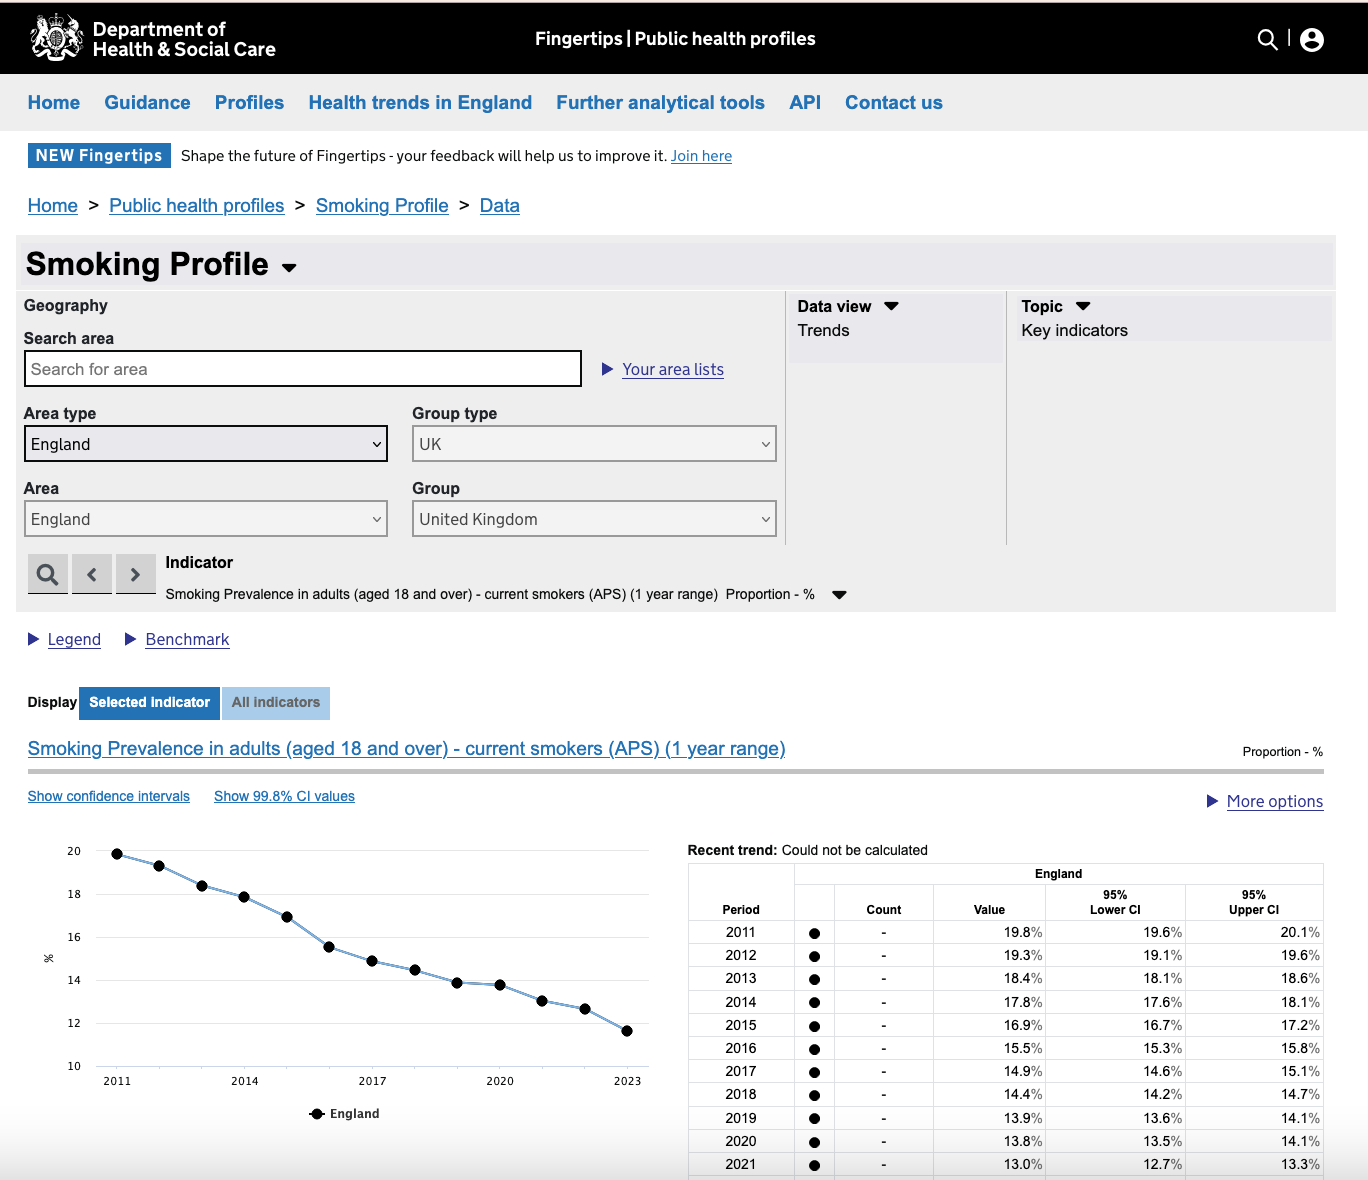 Department of
Health & Social Care
Fingertips | Public health profiles
Home Guidance Profiles Health trends in England Further analytical tools API Contact us
NEW Fingertips Shape the future of Fingertips - your feedback will help us to improve it. Join here
Home > Public health profiles > Smoking Profile > Data
Smoking Profile
Geography
Search area
Search for area
Your area lists
Area type
England
Group type
UK
Area
England
Group
United Kingdom
Data view
Trends
Topic
Key indicators
Indicator
Smoking Prevalence in adults (aged 18 and over) - current smokers (APS) (1 year range) Proportion - %
Legend Benchmark
Display Selected indicator All indicators
Smoking Prevalence in adults (aged 18 and over) - current smokers (APS) (1 year range) Proportion - %
Show confidence intervals Show 99.8% CI values
More options
20
18
16
14
12
10
%
2011 2014 2017 2020 2023
England
Recent trend: Could not be calculated
England
Period Count Value 95% Lower CI 95% Upper CI
2011 - 19.8% 19.6% 20.1%
2012 - 19.3% 19.1% 19.6%
2013 - 18.4% 18.1% 18.6%
2014 - 17.8% 17.6% 18.1%
2015 - 16.9% 16.7% 17.2%
2016 - 15.5% 15.3% 15.8%
2017 - 14.9% 14.6% 15.1%
2018 - 14.4% 14.2% 14.7%
2019 - 13.9% 13.6% 14.1%
2020 - 13.8% 13.5% 14.1%
2021 - 13.0% 12.7% 13.3%